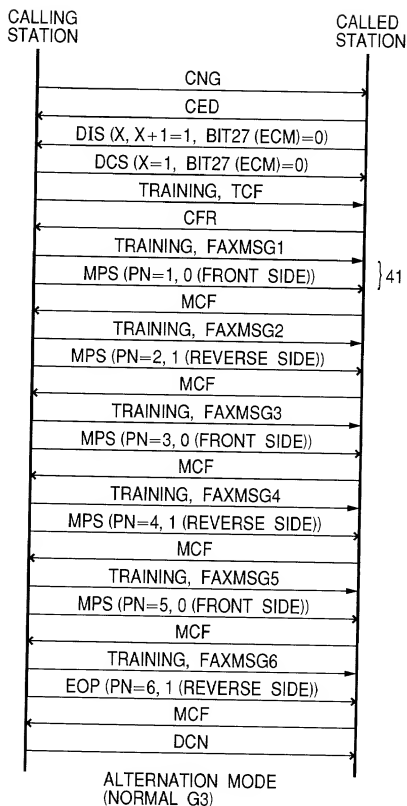 CALLING
STATION
CALLED
STATION
CNG
CED
DIS (X, X+1=1, BIT27 (ECM)=0)
DCS (X=1, BIT27 (ECM)=0)
TRAINING, TCF
CFR
TRAINING, FAXMSG1
MPS (PN=1, 0 (FRONT SIDE))
}41
MCF
TRAINING, FAXMSG2
MPS (PN=2, 1 (REVERSE SIDE))
MCF
TRAINING, FAXMSG3
MPS (PN=3, 0 (FRONT SIDE))
MCF
TRAINING, FAXMSG4
MPS (PN=4, 1 (REVERSE SIDE))
MCF
TRAINING, FAXMSG5
MPS (PN=5, 0 (FRONT SIDE))
MCF
TRAINING, FAXMSG6
EOP (PN=6, 1 (REVERSE SIDE))
MCF
DCN
ALTERNATION MODE
(NORMAL G3)